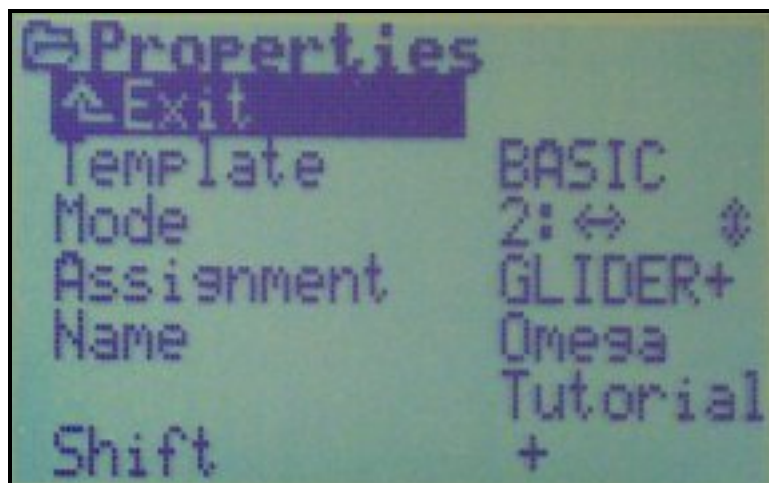 Properties
Exit
Template BASIC
Mode 2: ⇔ ⇕
Assignment GLIDER+
Name Omega
Tutorial
Shift +